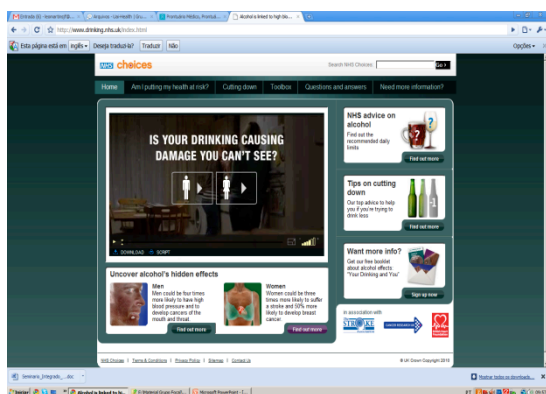 Alcohol is linked to high bloo...
http://www.drinking.nhs.uk/index.html
Esta página está em inglês Deseja traduzi-la? Traduzir Não Opções
NHS choices
Search NHS Choices Go
Home Am I putting my health at risk? Cutting down Toolbox Questions and answers Need more information?
IS YOUR DRINKING CAUSING
DAMAGE YOU CAN'T SEE?
DOWNLOAD SCRIPT
NHS advice on
alcohol
Find out the
recommended daily
limits
Find out more
Tips on cutting
down
Our top advice to help
you if you're trying to
drink less
Find out more
Want more info?
Get our free booklet
about alcohol effects:
"Your Drinking and You"
Sign up now
Uncover alcohol's hidden effects
Men
Men could be four times
more likely to have high
blood pressure and to
develop cancers of the
mouth and throat.
Find out more
Women
Women could be three
times more likely to suffer
a stroke and 50% more
likely to develop breast
cancer.
Find out more
In association with
NHS Choices | Terms & Conditions | Privacy Policy | Sitemap | Contact Us
© UK Crown Copyright 2010
Mostrar todos os downloads...
Iniciar
Microsoft PowerPoint - [...
PT